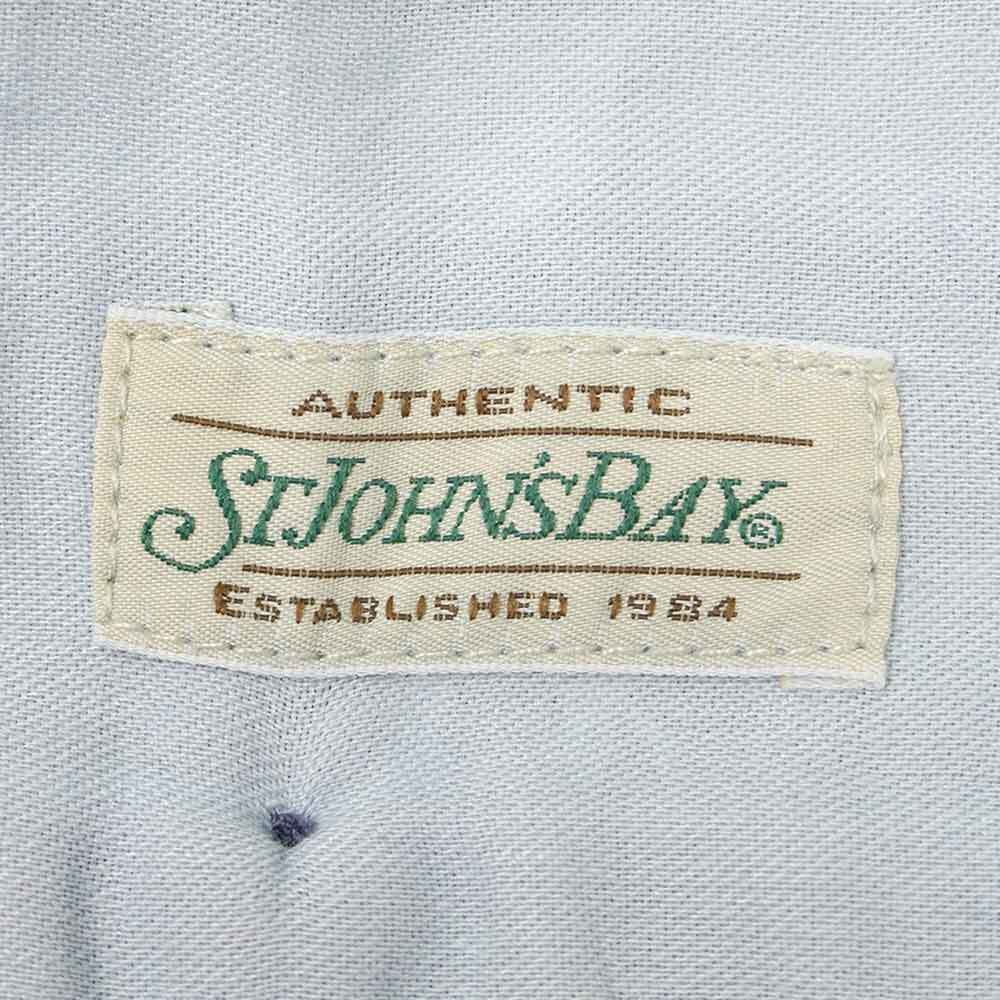 AUTHENTIC
ST.JOHN'S BAY®
ESTABLISHED 1984